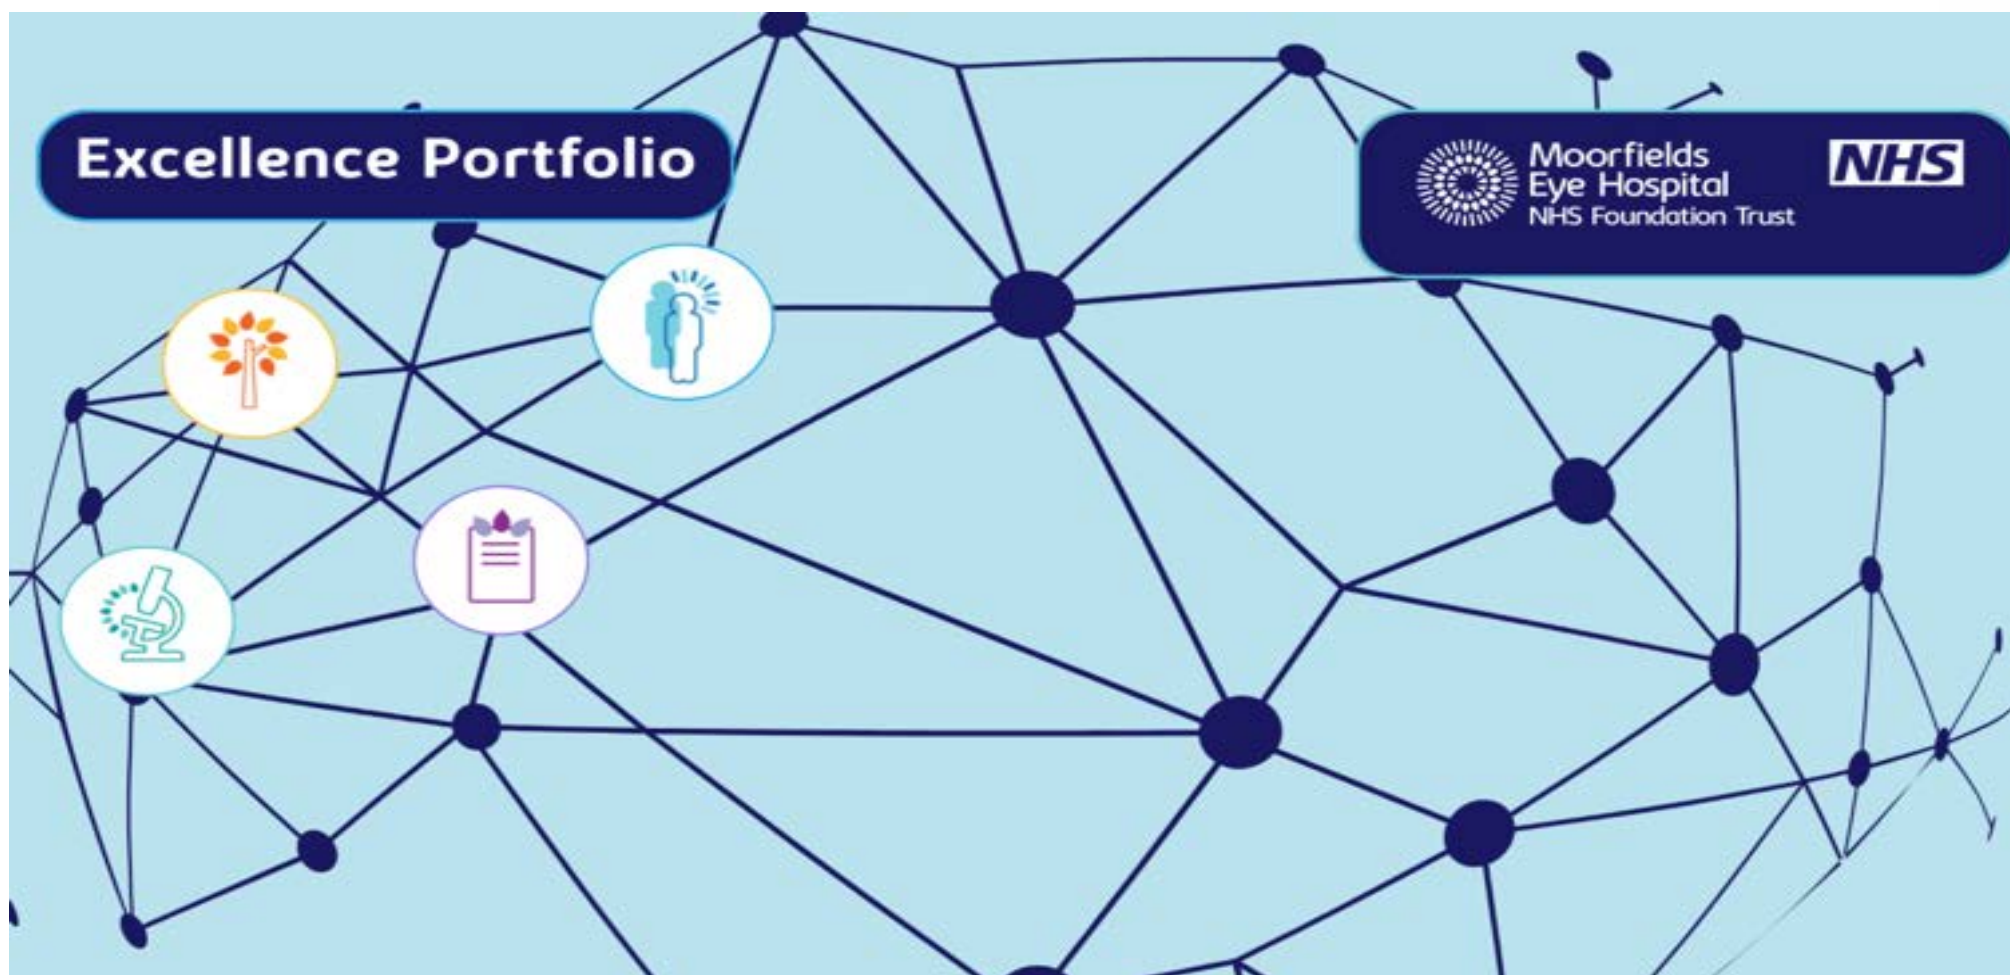 Excellence Portfolio
Moorfields
Eye Hospital
NHS Foundation Trust
NHS